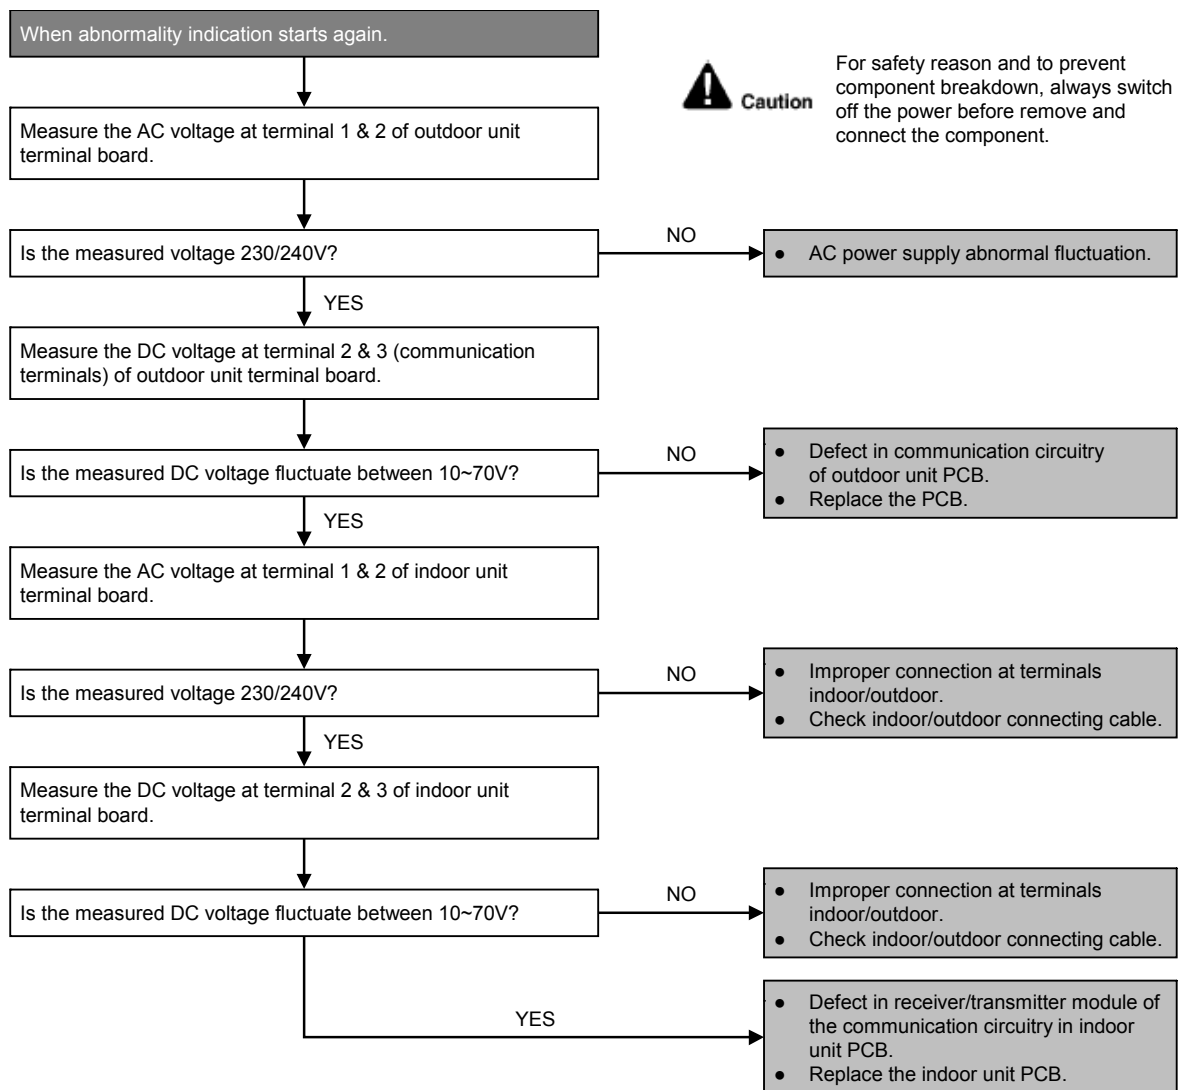 When abnormality indication starts again.
Caution
For safety reason and to prevent
component breakdown, always switch
off the power before remove and
connect the component.
Measure the AC voltage at terminal 1 & 2 of outdoor unit
terminal board.
Is the measured voltage 230/240V?
NO
● AC power supply abnormal fluctuation.
YES
Measure the DC voltage at terminal 2 & 3 (communication
terminals) of outdoor unit terminal board.
Is the measured DC voltage fluctuate between 10~70V?
NO
● Defect in communication circuitry
of outdoor unit PCB.
● Replace the PCB.
YES
Measure the AC voltage at terminal 1 & 2 of indoor unit
terminal board.
Is the measured voltage 230/240V?
NO
● Improper connection at terminals
indoor/outdoor.
● Check indoor/outdoor connecting cable.
YES
Measure the DC voltage at terminal 2 & 3 of indoor unit
terminal board.
Is the measured DC voltage fluctuate between 10~70V?
NO
● Improper connection at terminals
indoor/outdoor.
● Check indoor/outdoor connecting cable.
YES
● Defect in receiver/transmitter module of
the communication circuitry in indoor
unit PCB.
● Replace the indoor unit PCB.